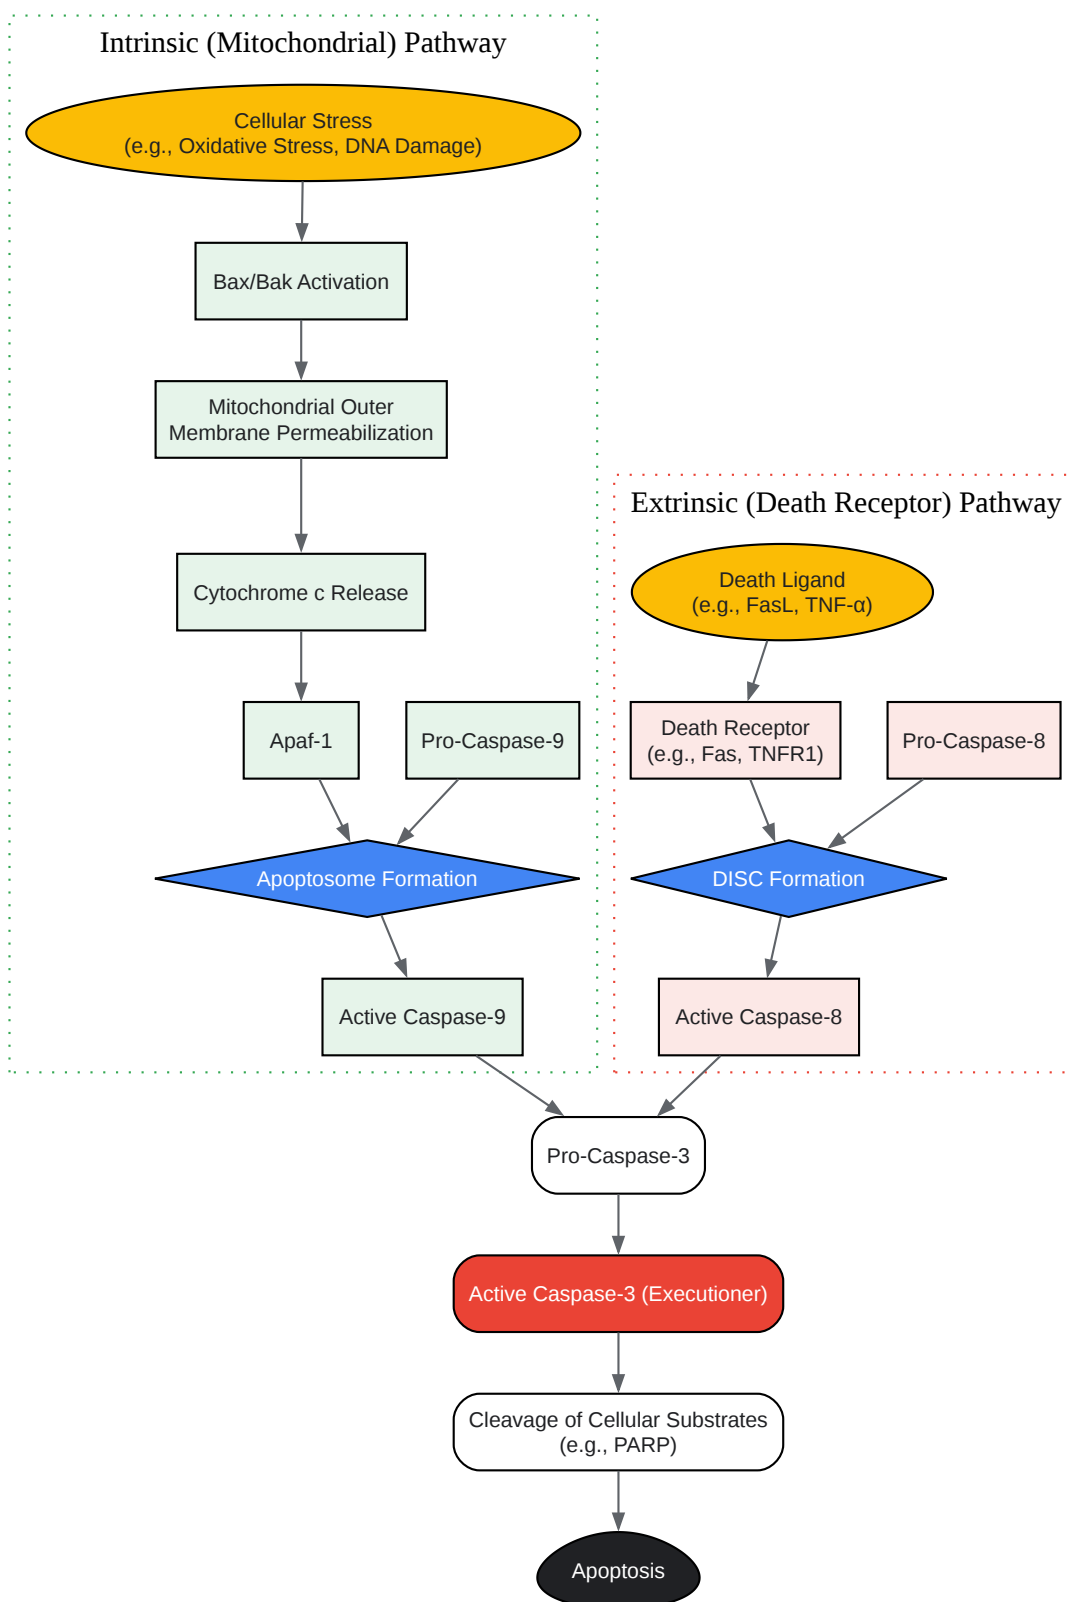 Intrinsic (Mitochondrial) Pathway
Cellular Stress
(e.g., Oxidative Stress, DNA Damage)
Bax/Bak Activation
Mitochondrial Outer
Membrane Permeabilization
Cytochrome c Release
Apaf-1
Pro-Caspase-9
Apoptosome Formation
Active Caspase-9
Extrinsic (Death Receptor) Pathway
Death Ligand
(e.g., FasL, TNF-α)
Death Receptor
(e.g., Fas, TNFR1)
Pro-Caspase-8
DISC Formation
Active Caspase-8
Pro-Caspase-3
Active Caspase-3 (Executioner)
Cleavage of Cellular Substrates
(e.g., PARP)
Apoptosis